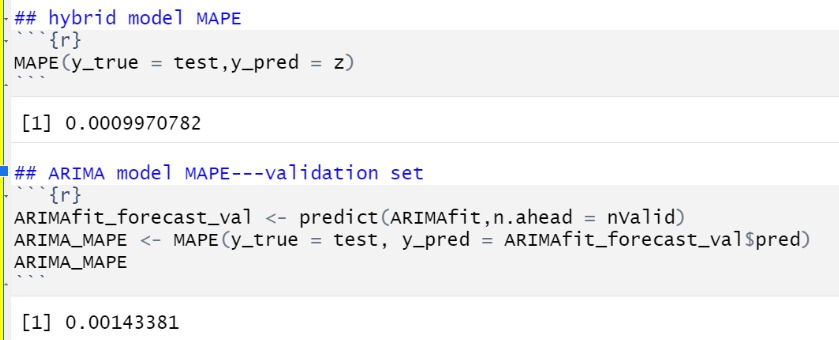 ## hybrid model MAPE
```{r}
MAPE(y_true = test,y_pred = z)
```
[1] 0.0009970782
## ARIMA model MAPE---validation set
```{r}
ARIMAfit_forecast_val <- predict(ARIMAfit,n.ahead = nValid)
ARIMA_MAPE <- MAPE(y_true = test, y_pred = ARIMAfit_forecast_val$pred)
ARIMA_MAPE
```
[1] 0.00143381